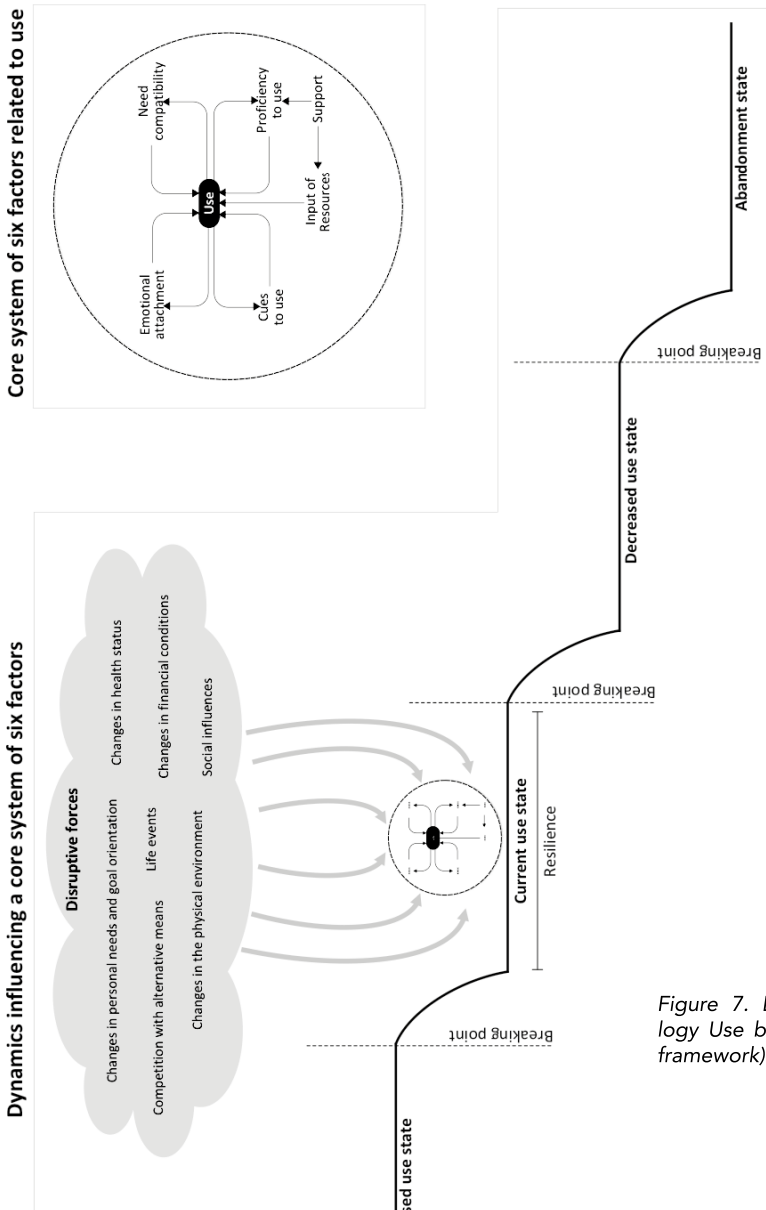 Dynamics influencing a core system of six factors
Disruptive forces
Changes in personal needs and goal orientation
Changes in health status
Life events
Competition with alternative means
Changes in financial conditions
Changes in the physical environment
Social influences
Breaking point
Current use state
Resilience
Breaking point
Decreased use state
Breaking point
Abandonment state
Core system of six factors related to use
Emotional
attachment
Need
compatibility
Use
Cues
to use
Input of
Resources
Proficiency
to use
Support
use state
Figure 7.
logy Use
framework)